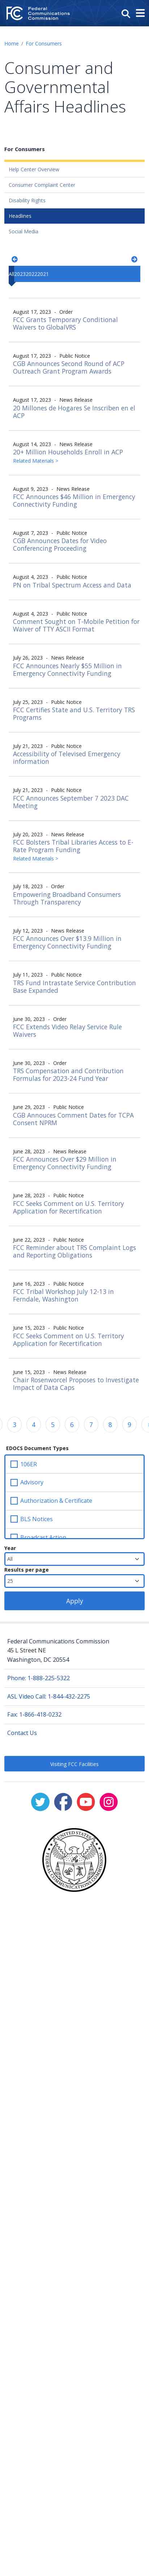 FCC Federal
Communications
Commission
Home / For Consumers
Consumer and
Governmental
Affairs Headlines
For Consumers
Help Center Overview
Consumer Complaint Center
Disability Rights
Headlines
Social Media
All202320222021
August 17, 2023 - Order
FCC Grants Temporary Conditional
Waivers to GlobalVRS
August 17, 2023 - Public Notice
CGB Announces Second Round of ACP
Outreach Grant Program Awards
August 17, 2023 - News Release
20 Millones de Hogares Se Inscriben en el
ACP
August 14, 2023 - News Release
20+ Million Households Enroll in ACP
Related Materials >
August 9, 2023 - News Release
FCC Announces $46 Million in Emergency
Connectivity Funding
August 7, 2023 - Public Notice
CGB Announces Dates for Video
Conferencing Proceeding
August 4, 2023 - Public Notice
PN on Tribal Spectrum Access and Data
August 4, 2023 - Public Notice
Comment Sought on T-Mobile Petition for
Waiver of TTY ASCII Format
July 26, 2023 - News Release
FCC Announces Nearly $55 Million in
Emergency Connectivity Funding
July 25, 2023 - Public Notice
FCC Certifies State and U.S. Territory TRS
Programs
July 21, 2023 - Public Notice
Accessibility of Televised Emergency
Information
July 21, 2023 - Public Notice
FCC Announces September 7 2023 DAC
Meeting
July 20, 2023 - News Release
FCC Bolsters Tribal Libraries Access to E-
Rate Program Funding
Related Materials >
July 18, 2023 - Order
Empowering Broadband Consumers
Through Transparency
July 12, 2023 - News Release
FCC Announces Over $13.9 Million in
Emergency Connectivity Funding
July 11, 2023 - Public Notice
TRS Fund Intrastate Service Contribution
Base Expanded
June 30, 2023 - Order
FCC Extends Video Relay Service Rule
Waivers
June 30, 2023 - Order
TRS Compensation and Contribution
Formulas for 2023-24 Fund Year
June 29, 2023 - Public Notice
CGB Annouces Comment Dates for TCPA
Consent NPRM
June 28, 2023 - News Release
FCC Announces Over $29 Million in
Emergency Connectivity Funding
June 28, 2023 - Public Notice
FCC Seeks Comment on U.S. Territory
Application for Recertification
June 22, 2023 - Public Notice
FCC Reminder about TRS Complaint Logs
and Reporting Obligations
June 16, 2023 - Public Notice
FCC Tribal Workshop July 12-13 in
Ferndale, Washington
June 15, 2023 - Public Notice
FCC Seeks Comment on U.S. Territory
Application for Recertification
June 15, 2023 - News Release
Chair Rosenworcel Proposes to Investigate
Impact of Data Caps
3 4 5 6 7 8 9
EDOCS Document Types
106ER
Advisory
Authorization & Certificate
BLS Notices
Broadcast Action
Year
All
Results per page
25
Apply
Federal Communications Commission
45 L Street NE
Washington, DC 20554
Phone: 1-888-225-5322
ASL Video Call: 1-844-432-2275
Fax: 1-866-418-0232
Contact Us
Visiting FCC Facilities